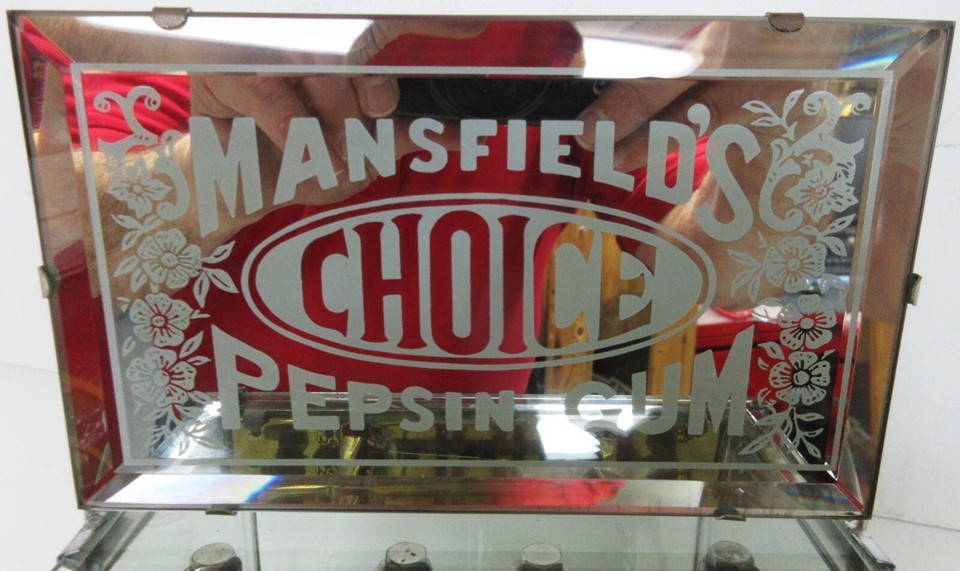 MANSFIELD'S
CHOICE
PEPSIN GUM